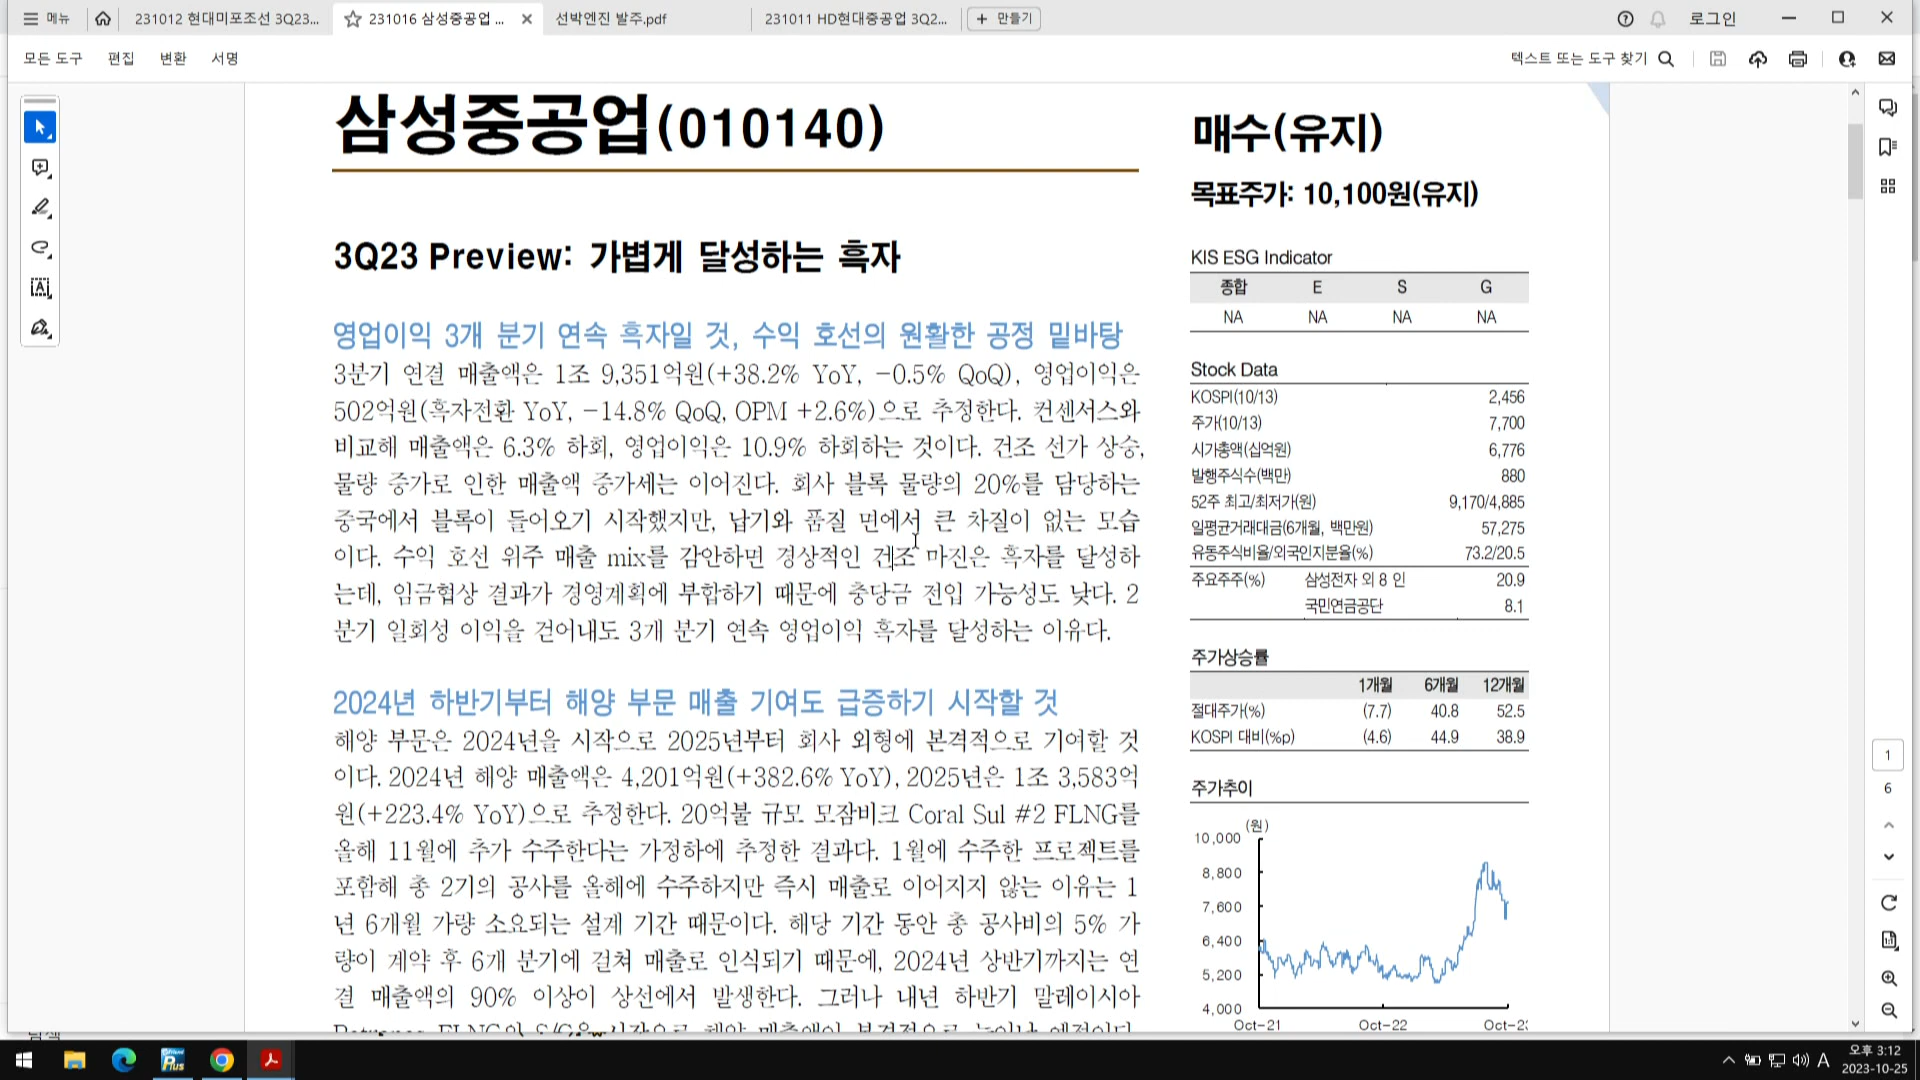 메뉴
231012 현대미포조선 3Q23...
231016 삼성중공업 ...
선박엔진 발주.pdf
231011 HD현대중공업 3Q2...
만들기
로그인
모든 도구
편집
변환
서명
텍스트 또는 도구 찾기
삼성중공업(010140)
3Q23 Preview: 가볍게 달성하는 흑자
영업이익 3개 분기 연속 흑자일 것, 수익 호선의 원활한 공정 밑바탕
3분기 연결 매출액은 1조 9,351억원(+38.2% YoY, -0.5% QoQ), 영업이익은
502억원(흑자전환 YoY, -14.8% QoQ, OPM +2.6%)으로 추정한다. 컨센서스와
비교해 매출액은 6.3% 하회, 영업이익은 10.9% 하회하는 것이다. 건조 선가 상승,
물량 증가로 인한 매출액 증가세는 이어진다. 회사 블록 물량의 20%를 담당하는
중국에서 블록이 들어오기 시작했지만, 납기와 품질 면에서 큰 차질이 없는 모습
이다. 수익 호선 위주 매출 mix를 감안하면 경상적인 건조 마진은 흑자를 달성하
는데, 임금협상 결과가 경영계획에 부합하기 때문에 충당금 전입 가능성도 낮다. 2
분기 일회성 이익을 걷어내도 3개 분기 연속 영업이익 흑자를 달성하는 이유다.
2024년 하반기부터 해양 부문 매출 기여도 급증하기 시작할 것
해양 부문은 2024년을 시작으로 2025년부터 회사 외형에 본격적으로 기여할 것
이다. 2024년 해양 매출액은 4,201억원(+382.6% YoY), 2025년은 1조 3,583억
원(+223.4% YoY)으로 추정한다. 20억불 규모 모잠비크 Coral Sul #2 FLNG를
올해 11월에 추가 수주한다는 가정하에 추정한 결과다. 1월에 수주한 프로젝트를
포함해 총 2기의 공사를 올해에 수주하지만 즉시 매출로 이어지지 않는 이유는 1
년 6개월 가량 소요되는 설계 기간 때문이다. 해당 기간 동안 총 공사비의 5% 가
량이 계약 후 6개 분기에 걸쳐 매출로 인식되기 때문에, 2024년 상반기까지는 연
결 매출액의 90% 이상이 상선에서 발생한다. 그러나 내년 하반기 말레이시아
매수(유지)
목표주가: 10,100원(유지)
KIS ESG Indicator
종합 E S G
NA NA NA NA
Stock Data
KOSPI(10/13) 2,456
주가(10/13) 7,700
시가총액(십억원) 6,776
발행주식수(백만) 880
52주 최고/최저가(원) 9,170/4,885
일평균거래대금(6개월, 백만원) 57,275
유동주식비율/외국인지분율(%) 73.2/20.5
주요주주(%) 삼성전자 외 8 인 20.9
국민연금공단 8.1
주가상승률
1개월 6개월 12개월
절대주가(%) (7.7) 40.8 52.5
KOSPI 대비(%p) (4.6) 44.9 38.9
주가추이
(원)
10,000
8,800
7,600
6,400
5,200
4,000
Oct-21 Oct-22
1
6
A
오후 3:12
2023-10-25